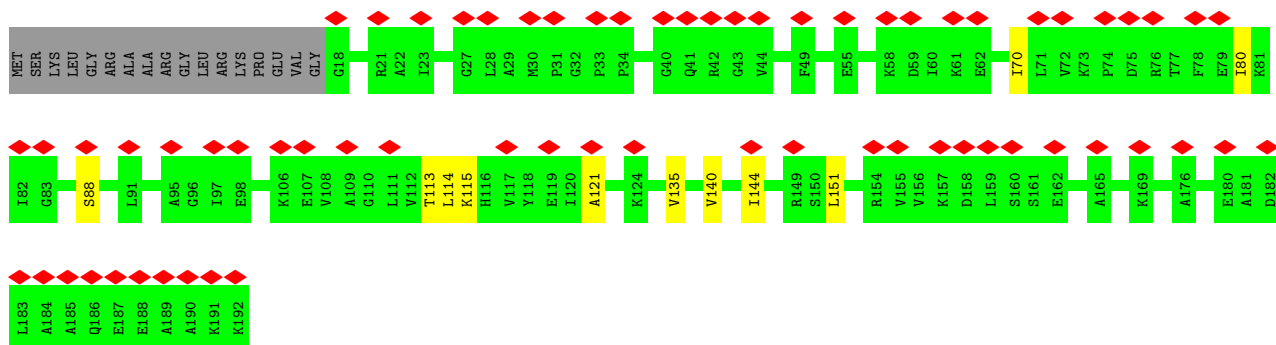 MET SER LYS LEU GLY ARG ALA ALA ALA ARG GLY LEU ARG LYS PRO GLU VAL GLY G18 R21 A22 I23 G27 L28 A29 M30 P31 G32 P33 P34 G40 Q41 R42 G43 V44 F49 E55 K58 D59 I60 K61 E62 I70 L71 V72 K73 P74 D75 R76 T77 F78 E79 I80 K81
I82 G83 S88 L91 A95 G96 I97 E98 K106 E107 V108 A109 G110 L111 V112 T113 L114 K115 H116 V117 Y118 E119 I120 A121 K124 V135 V140 I144 R149 S150 L151 R154 V155 V156 K157 D158 L159 S160 S161 E162 A165 K169 A176 E180 A181 D182
L183 A184 A185 Q186 E187 E188 A189 A190 K191 K192